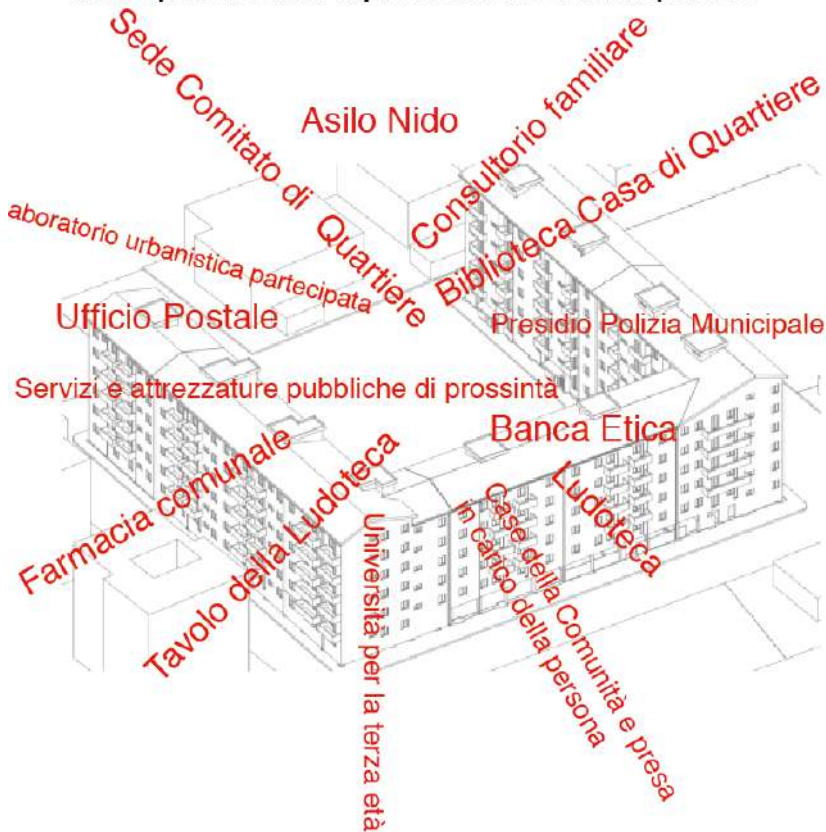 Sede Comitato di Quartiere
Asilo Nido
Consultorio familiare
Biblioteca Casa di Quartiere
aboratorio urbanistica partecipata
Ufficio Postale
Presidio Polizia Municipale
Servizi e attrezzature pubbliche di prossintà
Banca Etica
Farmacia comunale
Tavolo della Ludoteca
Università per la terza età
Case della Comunità e presa
in carico della persona
Ludoteca